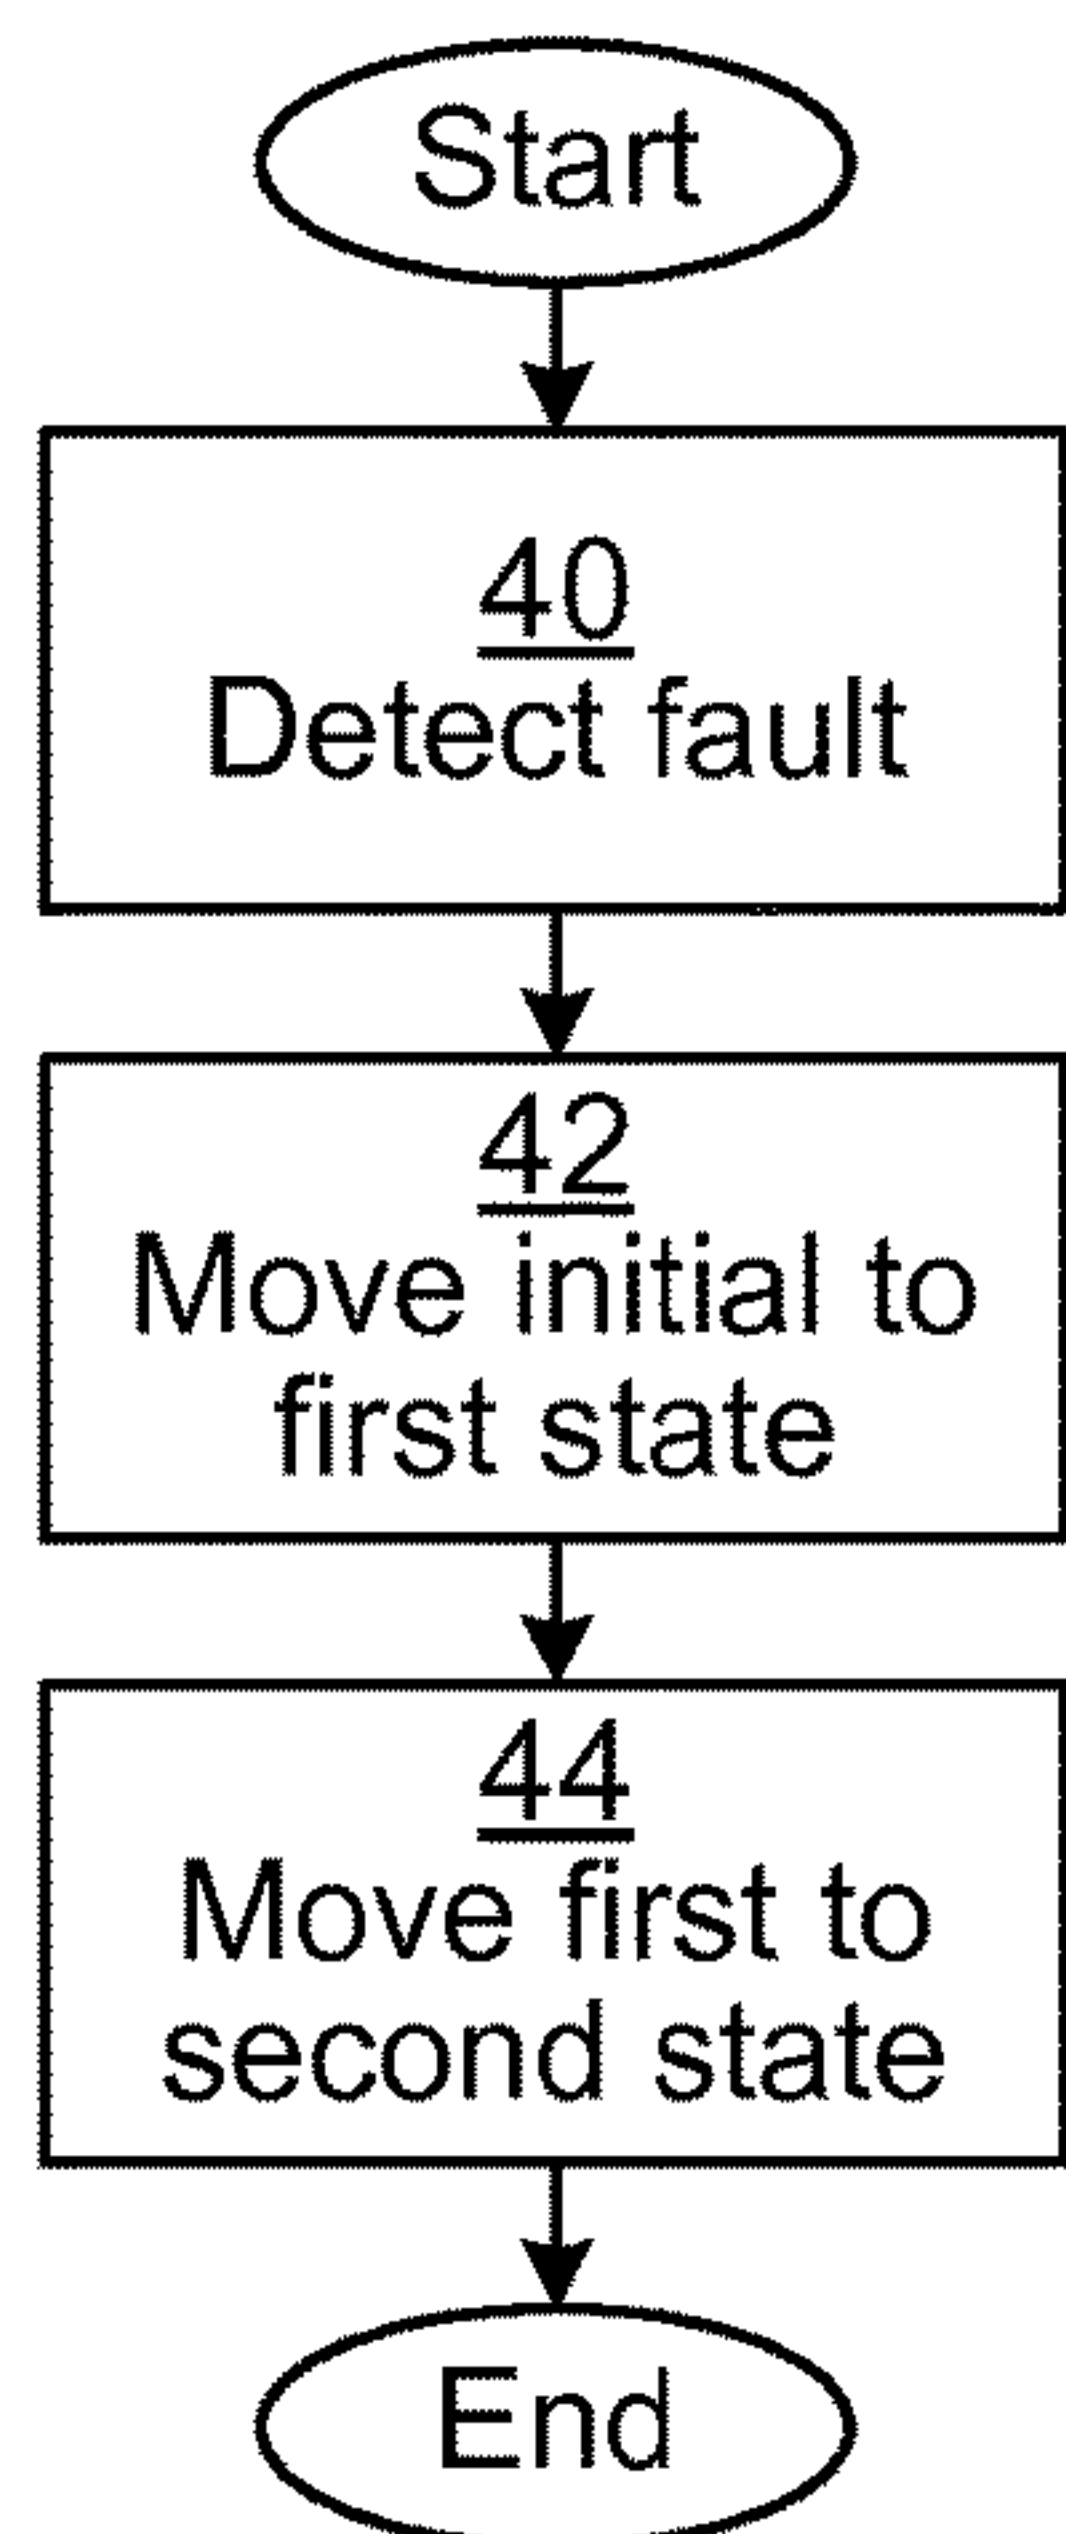 Start
40
Detect fault
42
Move initial to
first state
44
Move first to
second state
End